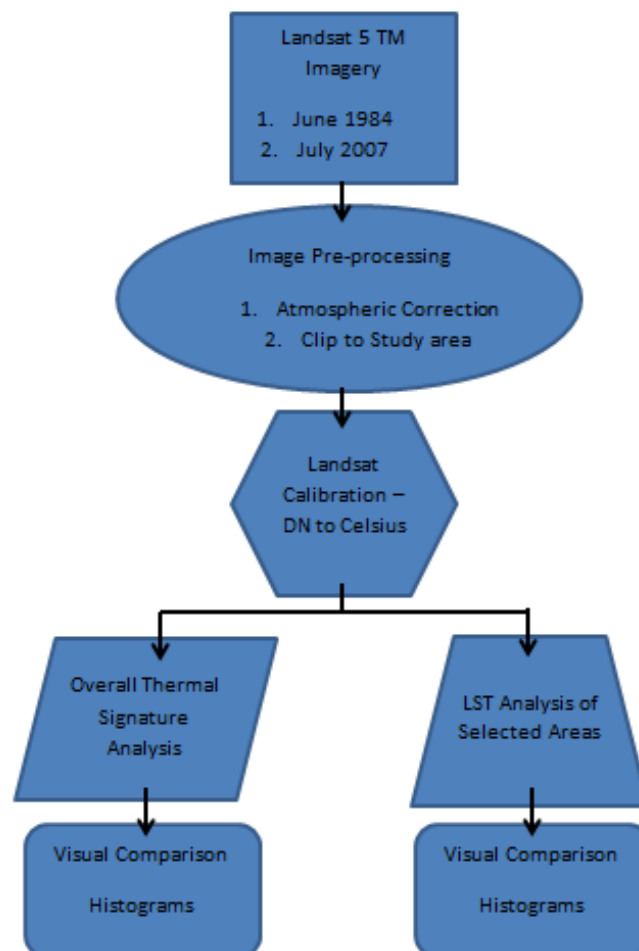 Landsat 5 TM
Imagery
1. June 1984
2. July 2007
Image Pre-processing
1. Atmospheric Correction
2. Clip to Study area
Landsat
Calibration –
DN to Celsius
Overall Thermal
Signature
Analysis
LST Analysis of
Selected Areas
Visual Comparison
Histograms
Visual Comparison
Histograms